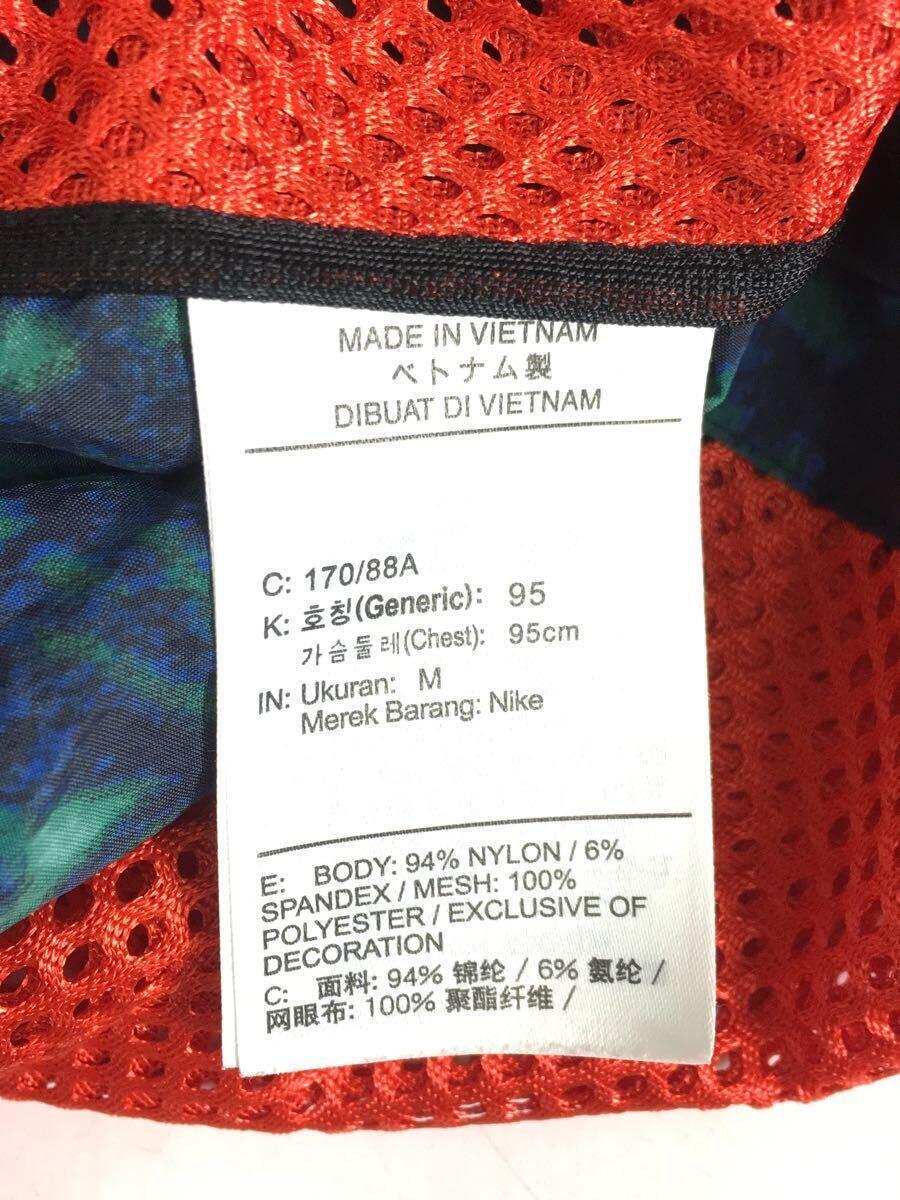 MADE IN VIETNAM
ベトナム製
DIBUAT DI VIETNAM
C: 170/88A
K: 호칭(Generic): 95
가슴둘레(Chest): 95cm
IN: Ukuran: M
Merek Barang: Nike
E: BODY: 94% NYLON / 6%
SPANDEX / MESH: 100%
POLYESTER / EXCLUSIVE OF
DECORATION
C: 面料: 94% 锦纶 / 6% 氨纶 /
网眼布: 100% 聚酯纤维 /